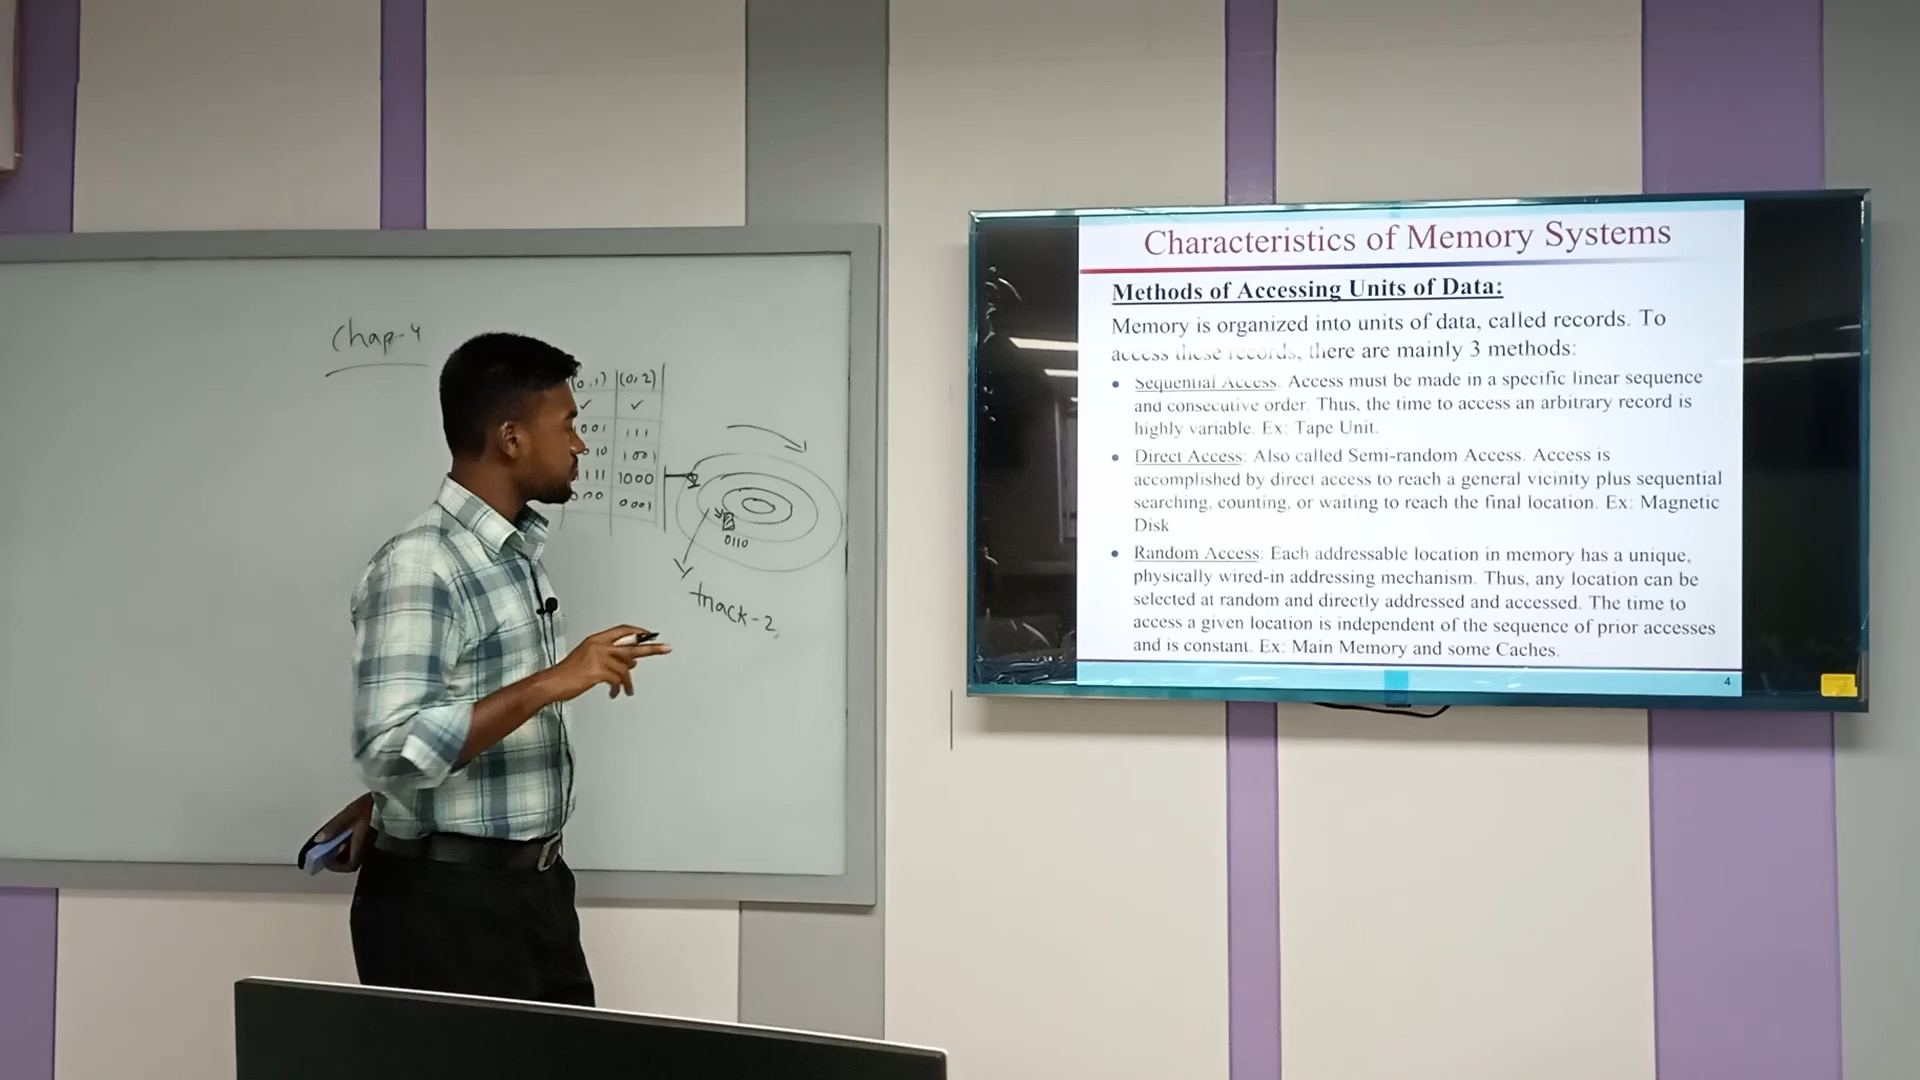 Chap-4
0,1) (0,2)
✓ ✓
001 111
010 1001
111 1000
000 0001
0110
track-2
Characteristics of Memory Systems
Methods of Accessing Units of Data:
Memory is organized into units of data, called records. To
access these records, there are mainly 3 methods:
• Sequential Access. Access must be made in a specific linear sequence
and consecutive order. Thus, the time to access an arbitrary record is
highly variable. Ex: Tape Unit.
• Direct Access: Also called Semi-random Access. Access is
accomplished by direct access to reach a general vicinity plus sequential
searching, counting, or waiting to reach the final location. Ex: Magnetic
Disk
• Random Access: Each addressable location in memory has a unique,
physically wired-in addressing mechanism. Thus, any location can be
selected at random and directly addressed and accessed. The time to
access a given location is independent of the sequence of prior accesses
and is constant. Ex: Main Memory and some Caches.
4